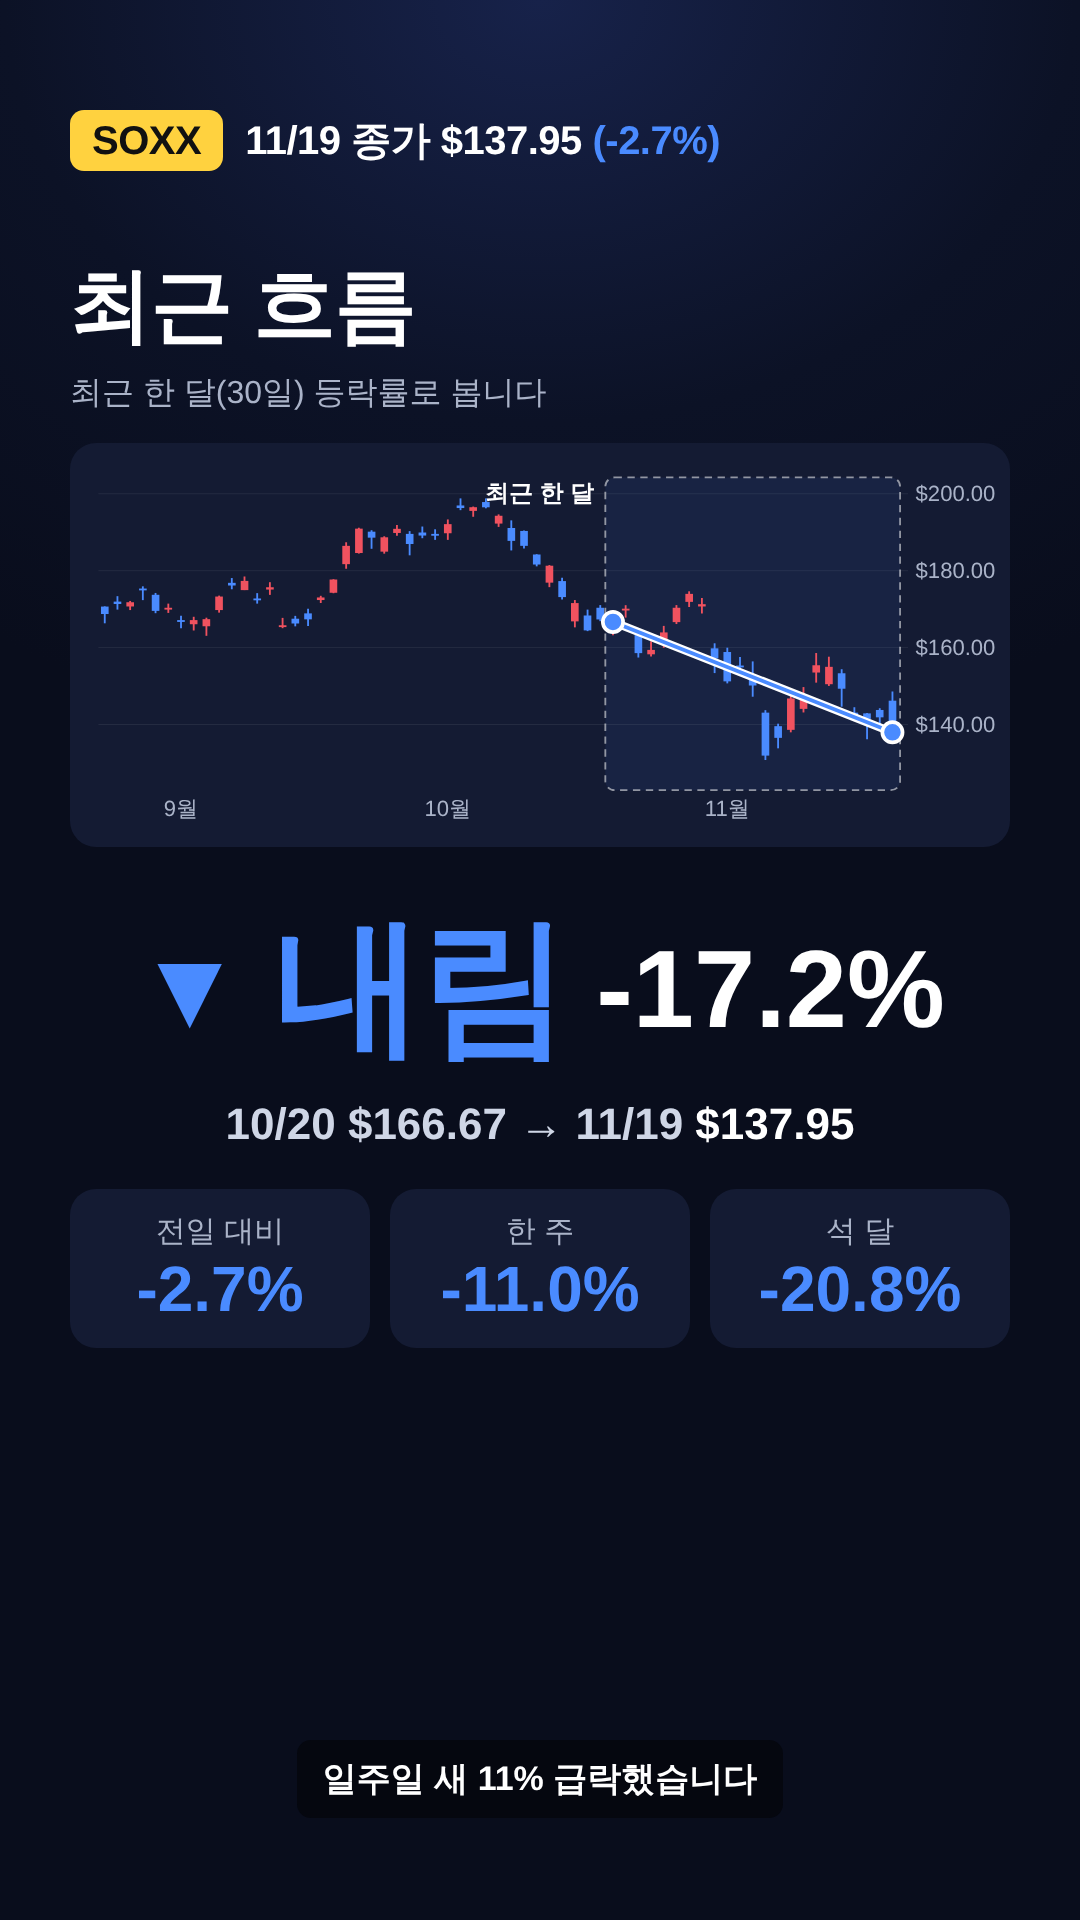 SOXX 11/19 종가 $137.95 (-2.7%)
최근 흐름
최근 한 달(30일) 등락률로 봅니다
최근 한 달
$200.00
$180.00
$160.00
$140.00
9월 10월 11월
▼ 내림 -17.2%
10/20 $166.67 → 11/19 $137.95
전일 대비 한 주 석 달
-2.7% -11.0% -20.8%
일주일 새 11% 급락했습니다